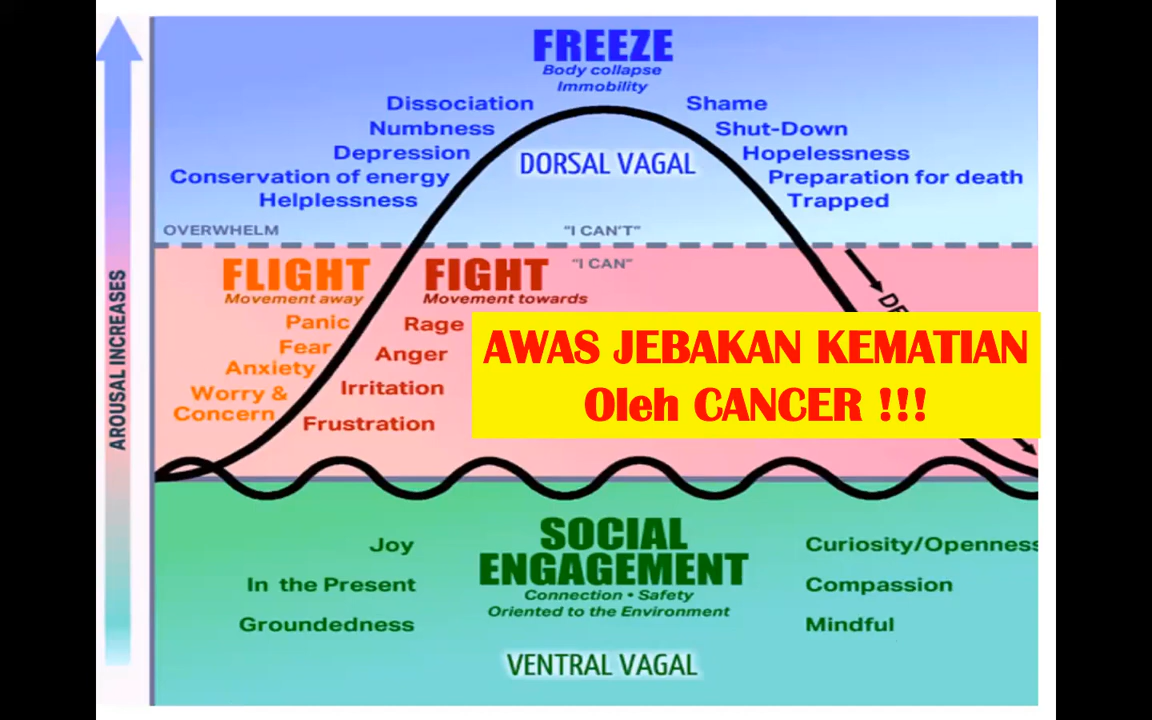 FREEZE
Body collapse
Immobility
Dissociation
Numbness
Depression
Conservation of energy
Helplessness
Shame
Shut-Down
Hopelessness
Preparation for death
Trapped
DORSAL VAGAL
OVERWHELM
"I CAN'T"
"I CAN"
AROUSAL INCREASES
FLIGHT
Movement away
Panic
Fear
Anxiety
Worry &
Concern
FIGHT
Movement towards
Rage
Anger
Irritation
Frustration
AWAS JEBAKAN KEMATIAN
Oleh CANCER !!!
SOCIAL
ENGAGEMENT
Connection • Safety
Oriented to the Environment
Joy
In the Present
Groundedness
Curiosity/Openness
Compassion
Mindful
VENTRAL VAGAL